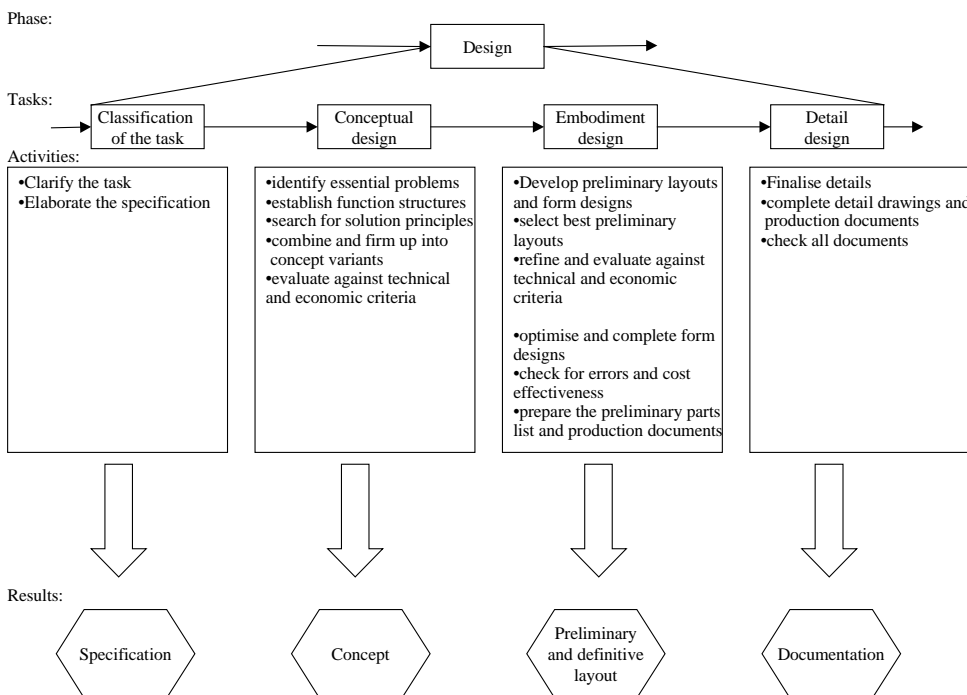 Phase:
Design
Tasks:
Classification
of the task
Conceptual
design
Embodiment
design
Detail
design
Activities:
•Clarify the task
•Elaborate the specification
•identify essential problems
•establish function structures
•search for solution principles
•combine and firm up into
concept variants
•evaluate against technical
and economic criteria
•Develop preliminary layouts
and form designs
•select best preliminary
layouts
•refine and evaluate against
technical and economic
criteria
•optimise and complete form
designs
•check for errors and cost
effectiveness
•prepare the preliminary parts
list and production documents
•Finalise details
•complete detail drawings and
production documents
•check all documents
Results:
Specification
Concept
Preliminary
and definitive
layout
Documentation